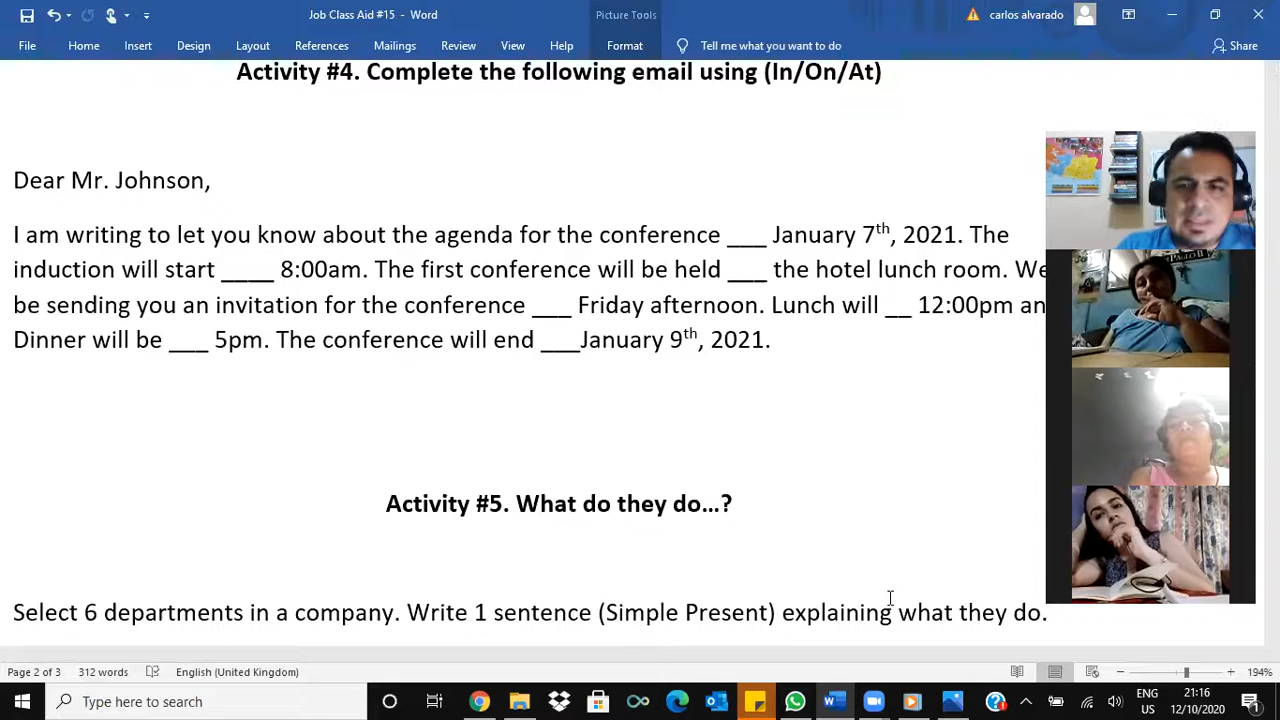 Job Class Aid #15 - Word
Picture Tools
carlos alvarado
File Home Insert Design Layout References Mailings Review View Help Format Tell me what you want to do Share
Activity #4. Complete the following email using (In/On/At)
Dear Mr. Johnson,
I am writing to let you know about the agenda for the conference ___ January 7th, 2021. The
induction will start ____ 8:00am. The first conference will be held ___ the hotel lunch room. We
be sending you an invitation for the conference ___ Friday afternoon. Lunch will __ 12:00pm an
Dinner will be ___ 5pm. The conference will end ___January 9th, 2021.
Activity #5. What do they do…?
Select 6 departments in a company. Write 1 sentence (Simple Present) explaining what they do.
Page 2 of 3 312 words English (United Kingdom) 194%
Type here to search
ENG 21:16
US 12/10/2020